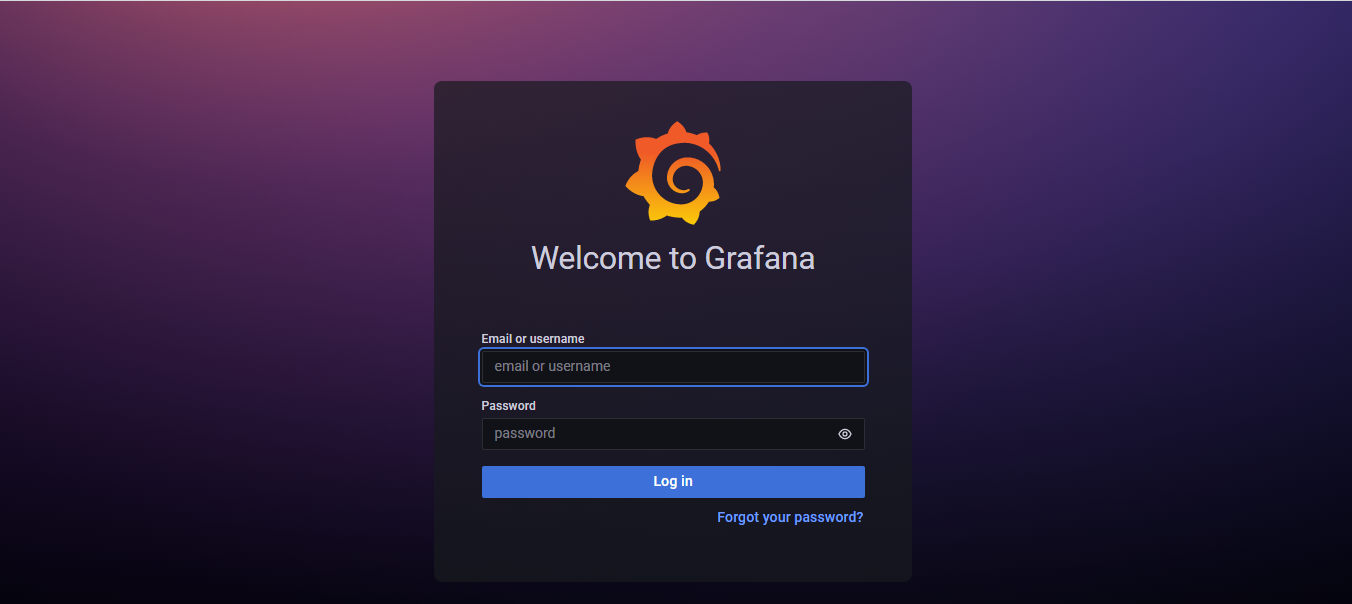 Welcome to Grafana
Email or username
email or username
Password
password
Log in
Forgot your password?